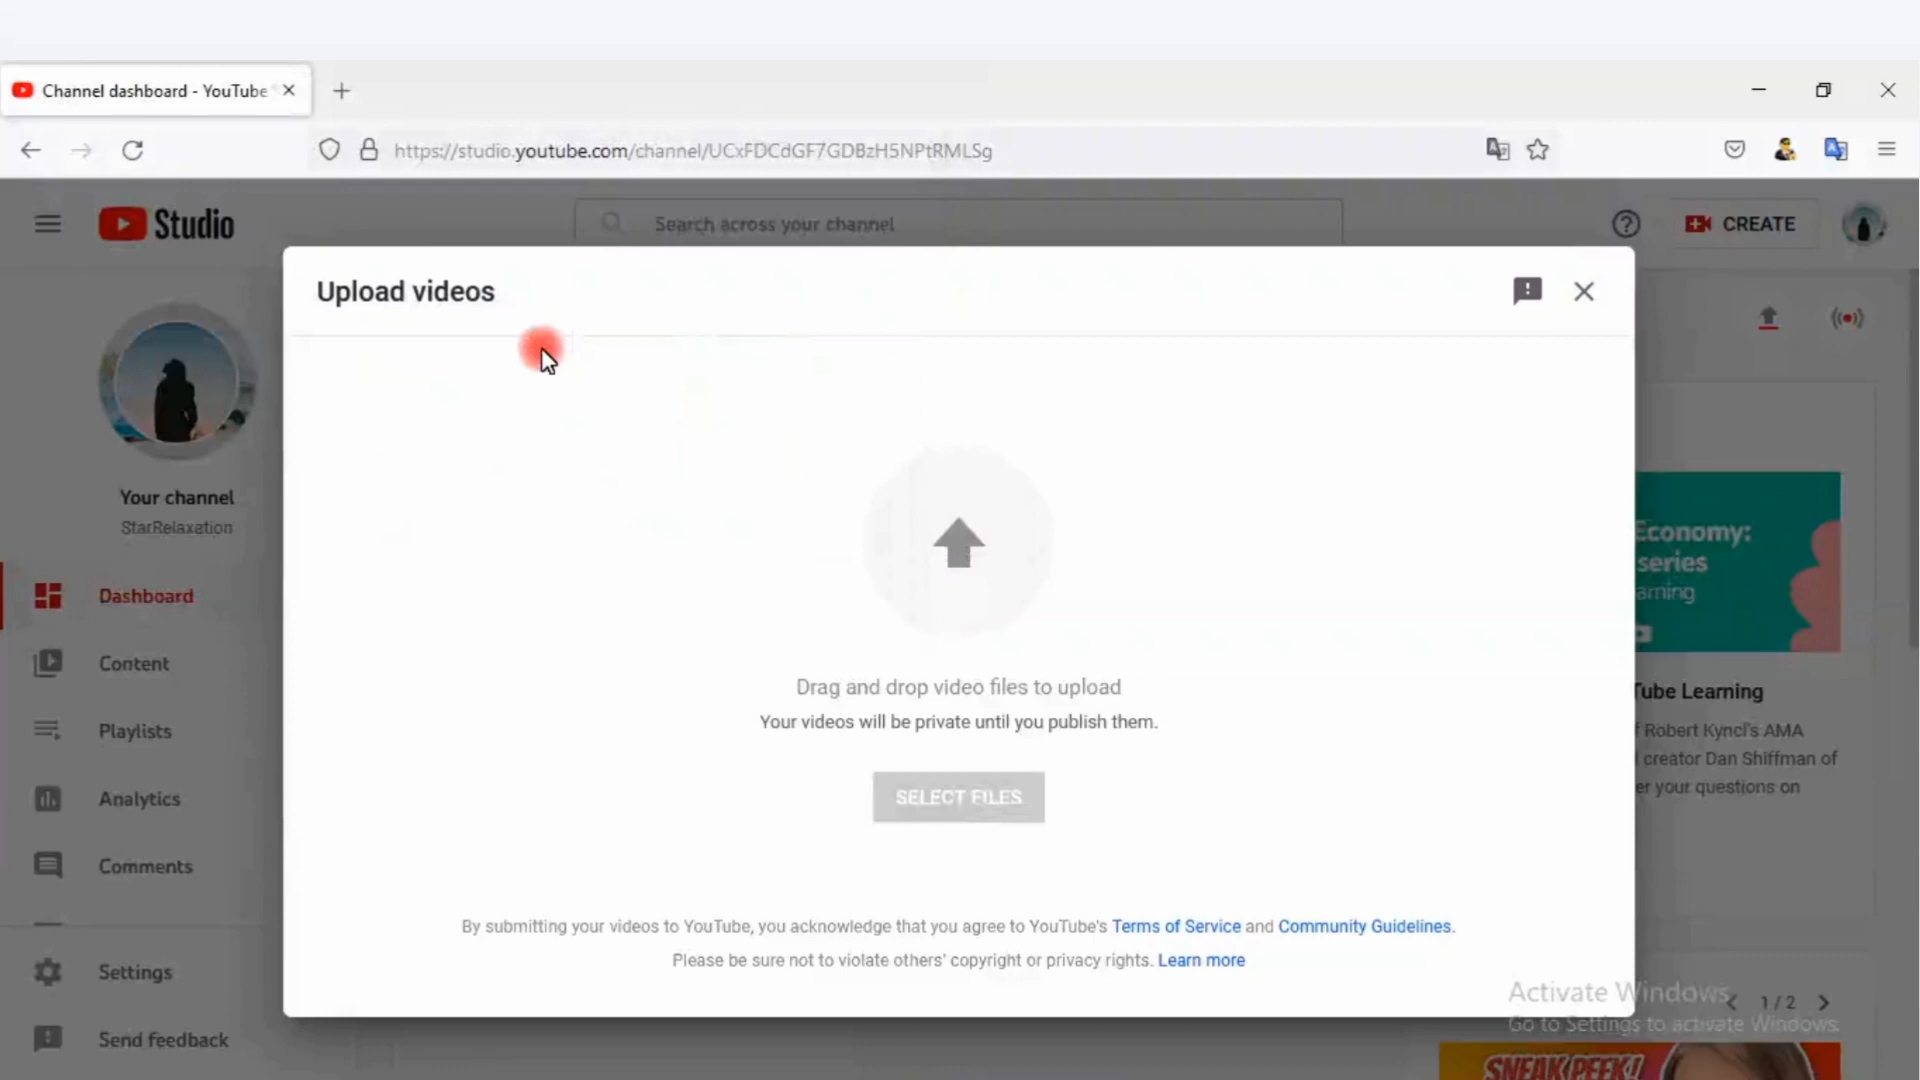 Channel dashboard - YouTube
https://studio.youtube.com/channel/UCxFDCdGF7GDBzH5NPtRMLSg
Studio
Search across your channel
CREATE
Upload videos
Your channel
StarRelaxation
Dashboard
Content
Playlists
Analytics
Comments
Settings
Send feedback
Drag and drop video files to upload
Your videos will be private until you publish them.
SELECT FILES
By submitting your videos to YouTube, you acknowledge that you agree to YouTube's Terms of Service and Community Guidelines.
Please be sure not to violate others' copyright or privacy rights. Learn more
Economy:
series
arning
Tube Learning
f Robert Kyncl's AMA
creator Dan Shiffman of
er your questions on
Activate Windows
1 / 2
Go to Settings to activate Windows.
SNEAK PEEK!